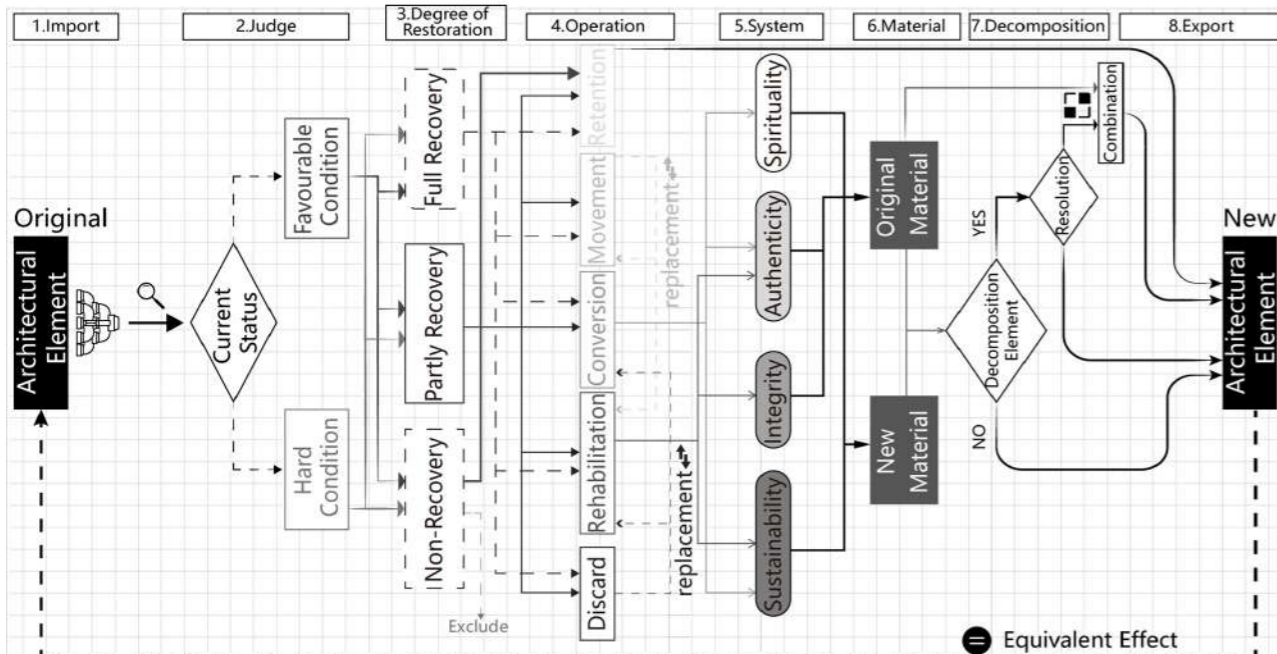 1.Import
2.Judge
3.Degree of
Restoration
4.Operation
5.System
6.Material
7.Decomposition
8.Export
Original
Architectural
Element
Current
Status
Favourable
Condition
Hard
Condition
Full Recovery
Partly Recovery
Non-Recovery
Exclude
Retention
Movement
Conversion
Rehabilitation
Discard
replacement
replacement
Spirituality
Authenticity
Integrity
Sustainability
Original
Material
New
Material
Decomposition
Element
YES
NO
Resolution
Combination
New
Architectural
Element
Equivalent Effect